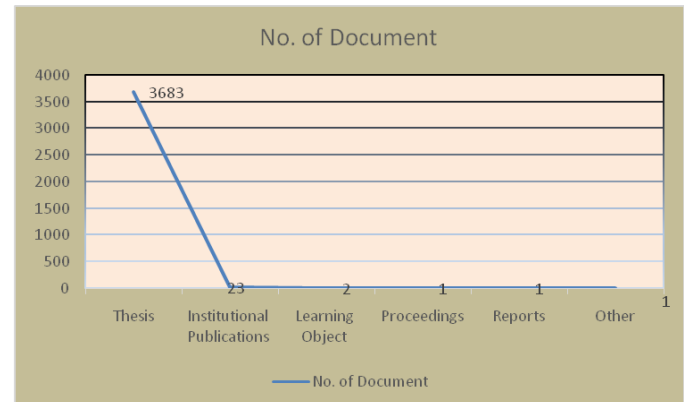 No. of Document
4000
3500
3000
2500
2000
1500
1000
500
0
3683
23
2
1
1
1
Thesis
Institutional
Publications
Learning
Object
Proceedings
Reports
Other
No. of Document